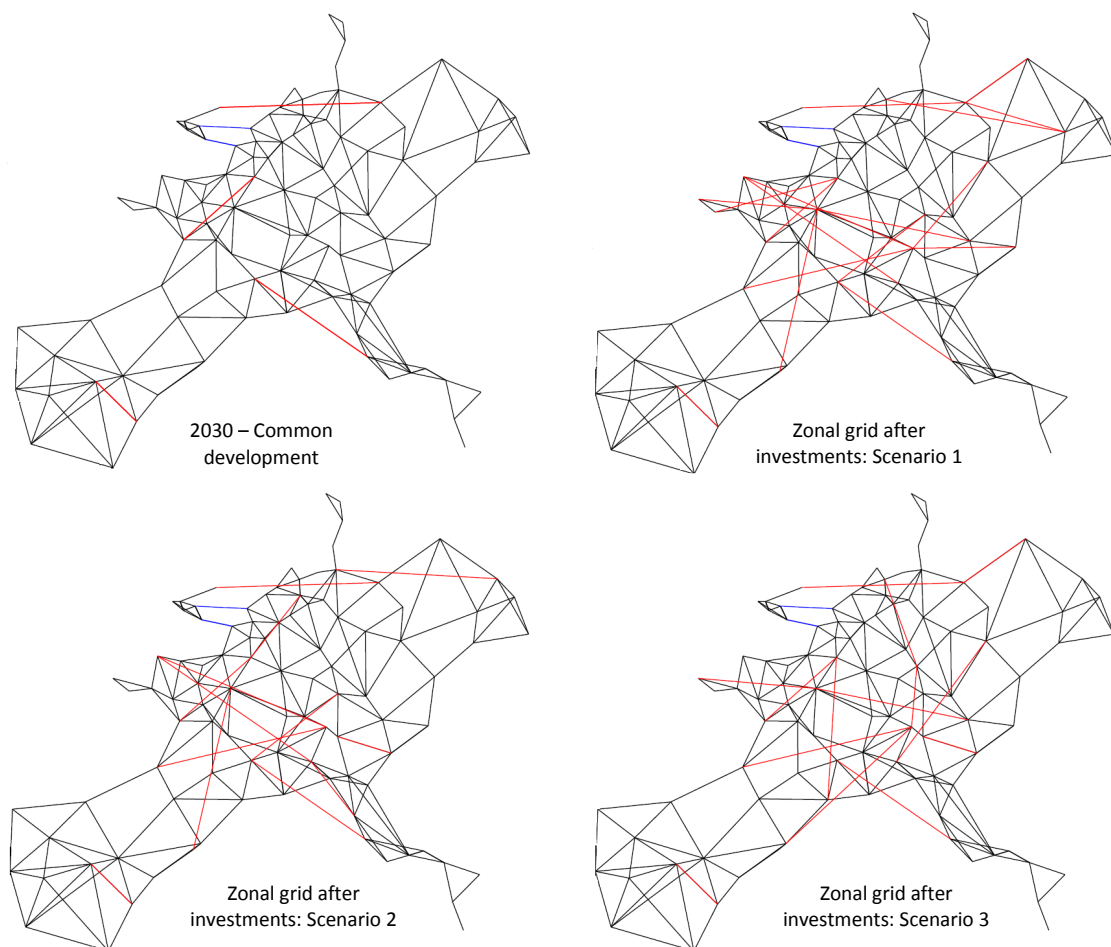 2030 – Common
development
Zonal grid after
investments: Scenario 1
Zonal grid after
investments: Scenario 2
Zonal grid after
investments: Scenario 3